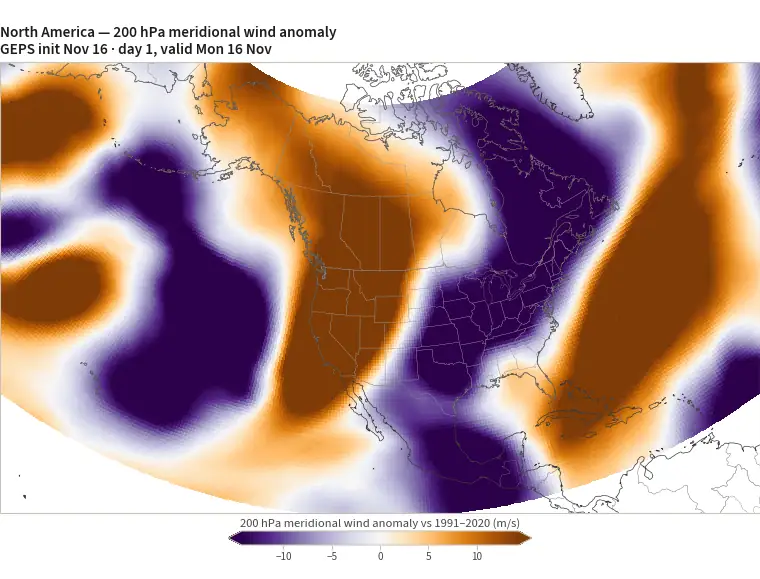 North America — 200 hPa meridional wind anomaly
GEPS init Nov 16 · day 1, valid Mon 16 Nov
200 hPa meridional wind anomaly vs 1991–2020 (m/s)
−10 −5 0 5 10